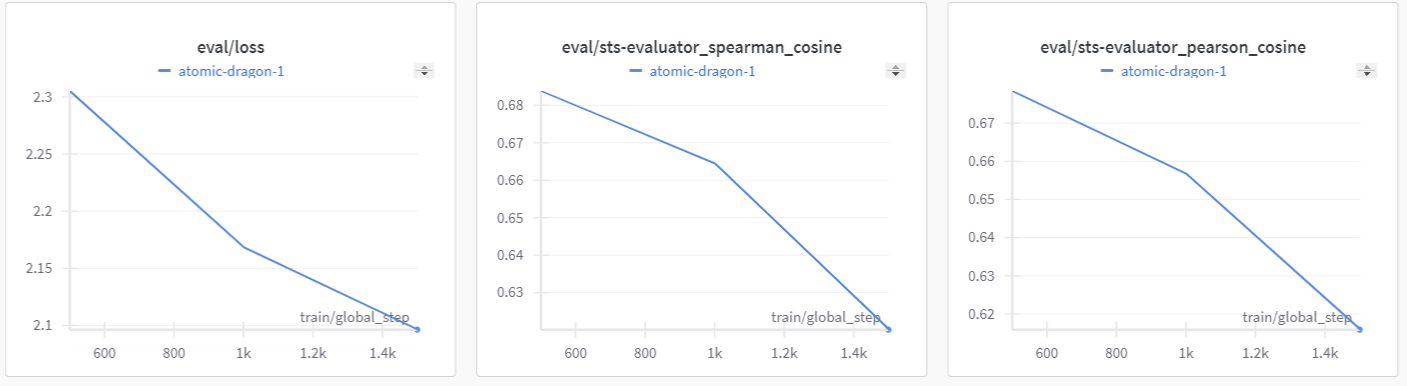 eval/loss
atomic-dragon-1
2.3
2.25
2.2
2.15
2.1
train/global_step
600 800 1k 1.2k 1.4k
eval/sts-evaluator_spearman_cosine
atomic-dragon-1
0.68
0.67
0.66
0.65
0.64
0.63
train/global_step
600 800 1k 1.2k 1.4k
eval/sts-evaluator_pearson_cosine
atomic-dragon-1
0.67
0.66
0.65
0.64
0.63
0.62
train/global_step
600 800 1k 1.2k 1.4k